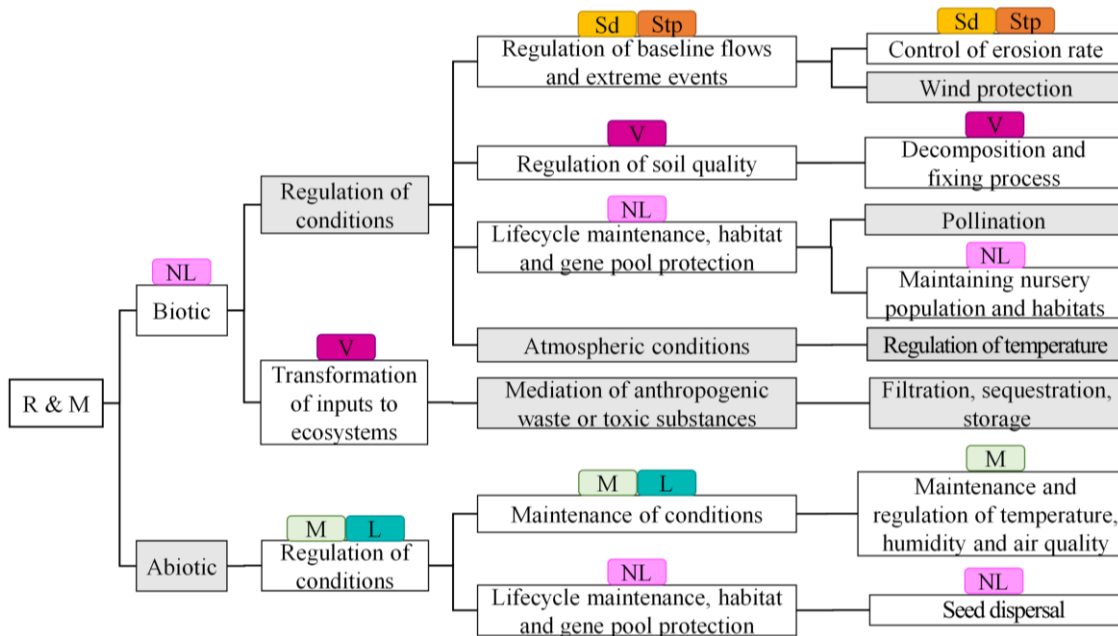 Sd Stp
Regulation of baseline flows
and extreme events
Sd Stp
Control of erosion rate
Wind protection
V
Regulation of soil quality
V
Decomposition and
fixing process
Regulation of
conditions
NL
Lifecycle maintenance, habitat
and gene pool protection
Pollination
NL
Maintaining nursery
population and habitats
NL
Biotic
Atmospheric conditions
Regulation of temperature
V
Transformation
of inputs to
ecosystems
Mediation of anthropogenic
waste or toxic substances
Filtration, sequestration,
storage
R & M
M L
Maintenance of conditions
M
Maintenance and
regulation of temperature,
humidity and air quality
Abiotic
M L
Regulation of
conditions
NL
Lifecycle maintenance, habitat
and gene pool protection
NL
Seed dispersal